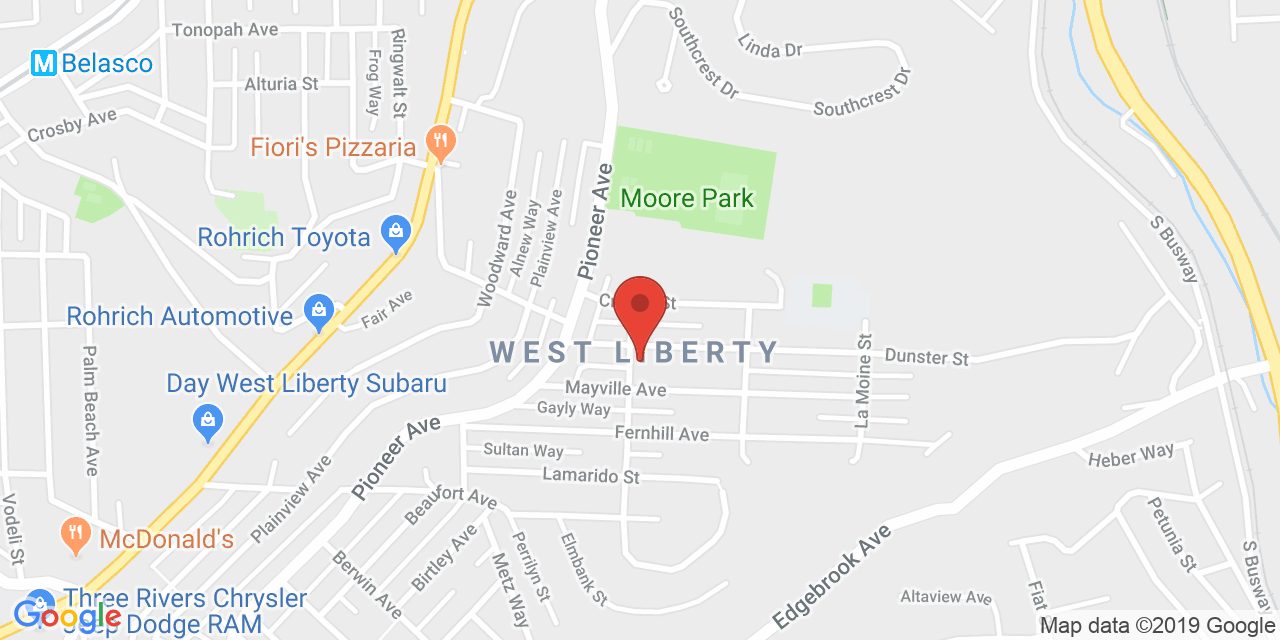 Tonopah Ave
Ringwalt St
Frog Way
Southcrest Dr
Linda Dr
Belasco
Alturia St
Southcrest Dr
Crosby Ave
Fiori's Pizzaria
Pioneer Ave
Moore Park
Woodward Ave
Alnew Way
Plainview Ave
Rohrich Toyota
S Busway
Fair Ave
St
Rohrich Automotive
WEST LIBERTY
Dunster St
La Moine St
Palm Beach Ave
Day West Liberty Subaru
Mayville Ave
Gayly Way
Pioneer Ave
Fernhill Ave
Sultan Way
Heber Way
Lamarido St
Plainview Ave
Beaufort Ave
Vodeli St
McDonald's
Petunia St
Birtley Ave
Perrilyn St
Elmbank St
Edgebrook Ave
S Busway
Berwin Ave
Metz Way
Fiat
Altaview Ave
Three Rivers Chrysler
Jeep Dodge RAM
Google
Map data ©2019 Google